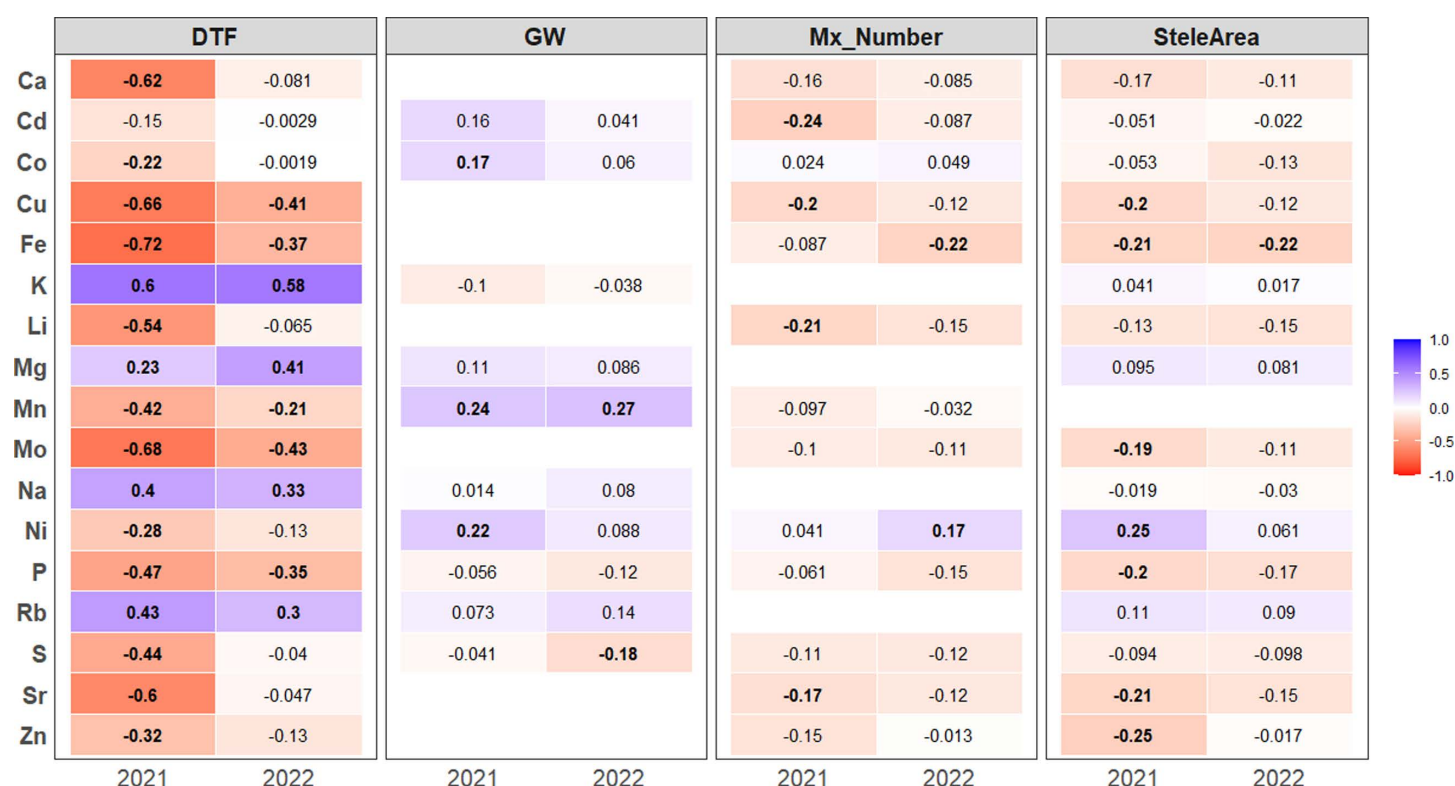 DTF GW Mx_Number SteleArea
Ca -0.62 -0.081 -0.16 -0.085 -0.17 -0.11
Cd -0.15 -0.0029 0.16 0.041 -0.24 -0.087 -0.051 -0.022
Co -0.22 -0.0019 0.17 0.06 0.024 0.049 -0.053 -0.13
Cu -0.66 -0.41 -0.2 -0.12 -0.2 -0.12
Fe -0.72 -0.37 -0.087 -0.22 -0.21 -0.22
K 0.6 0.58 -0.1 -0.038 0.041 0.017
Li -0.54 -0.065 -0.21 -0.15 -0.13 -0.15
Mg 0.23 0.41 0.11 0.086 0.095 0.081
Mn -0.42 -0.21 0.24 0.27 -0.097 -0.032
Mo -0.68 -0.43 -0.1 -0.11 -0.19 -0.11
Na 0.4 0.33 0.014 0.08 -0.019 -0.03
Ni -0.28 -0.13 0.22 0.088 0.041 0.17 0.25 0.061
P -0.47 -0.35 -0.056 -0.12 -0.061 -0.15 -0.2 -0.17
Rb 0.43 0.3 0.073 0.14 0.11 0.09
S -0.44 -0.04 -0.041 -0.18 -0.11 -0.12 -0.094 -0.098
Sr -0.6 -0.047 -0.17 -0.12 -0.21 -0.15
Zn -0.32 -0.13 -0.15 -0.013 -0.25 -0.017
2021 2022 2021 2022 2021 2022 2021 2022
1.0
0.5
0.0
-0.5
-1.0